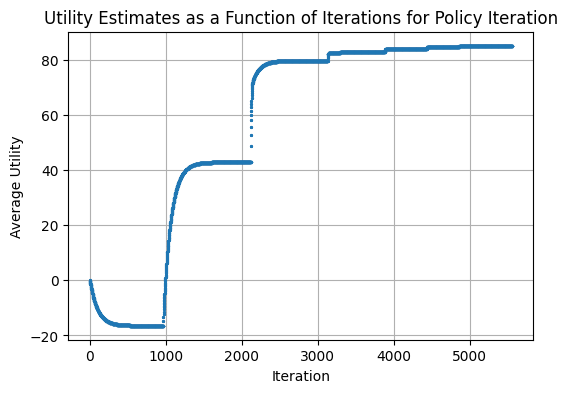 Utility Estimates as a Function of Iterations for Policy Iteration
80
60
40
20
0
−20
Average Utility
0 1000 2000 3000 4000 5000
Iteration